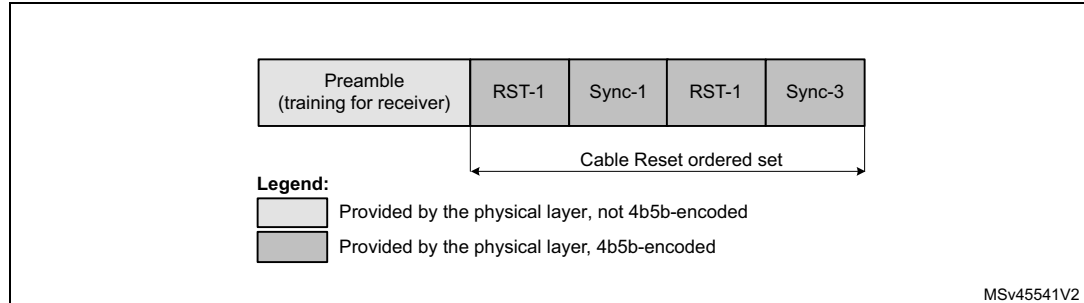 Preamble
(training for receiver)
RST-1
Sync-1
RST-1
Sync-3
Cable Reset ordered set
Legend:
Provided by the physical layer, not 4b5b-encoded
Provided by the physical layer, 4b5b-encoded
MSv45541V2